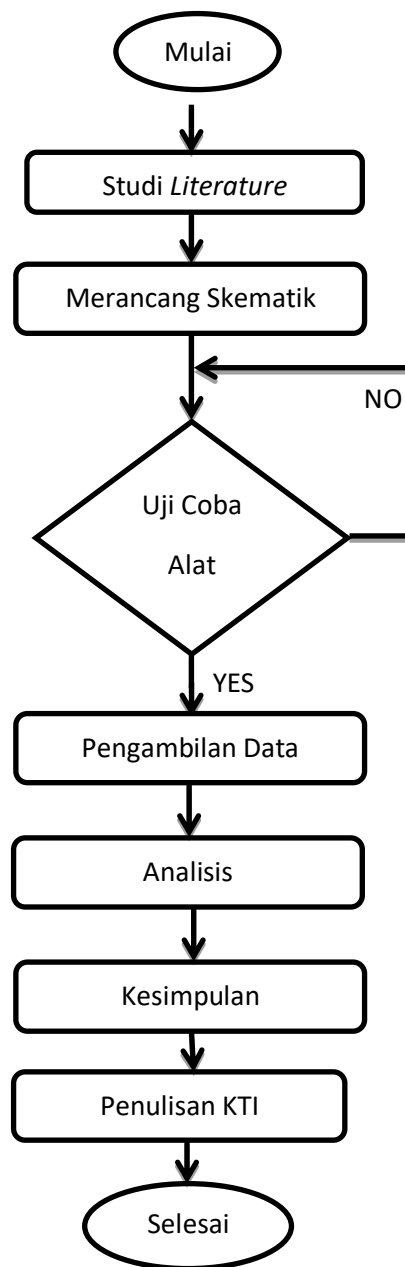 Mulai
Studi Literature
Merancang Skematik
NO
Uji Coba
Alat
YES
Pengambilan Data
Analisis
Kesimpulan
Penulisan KTI
Selesai